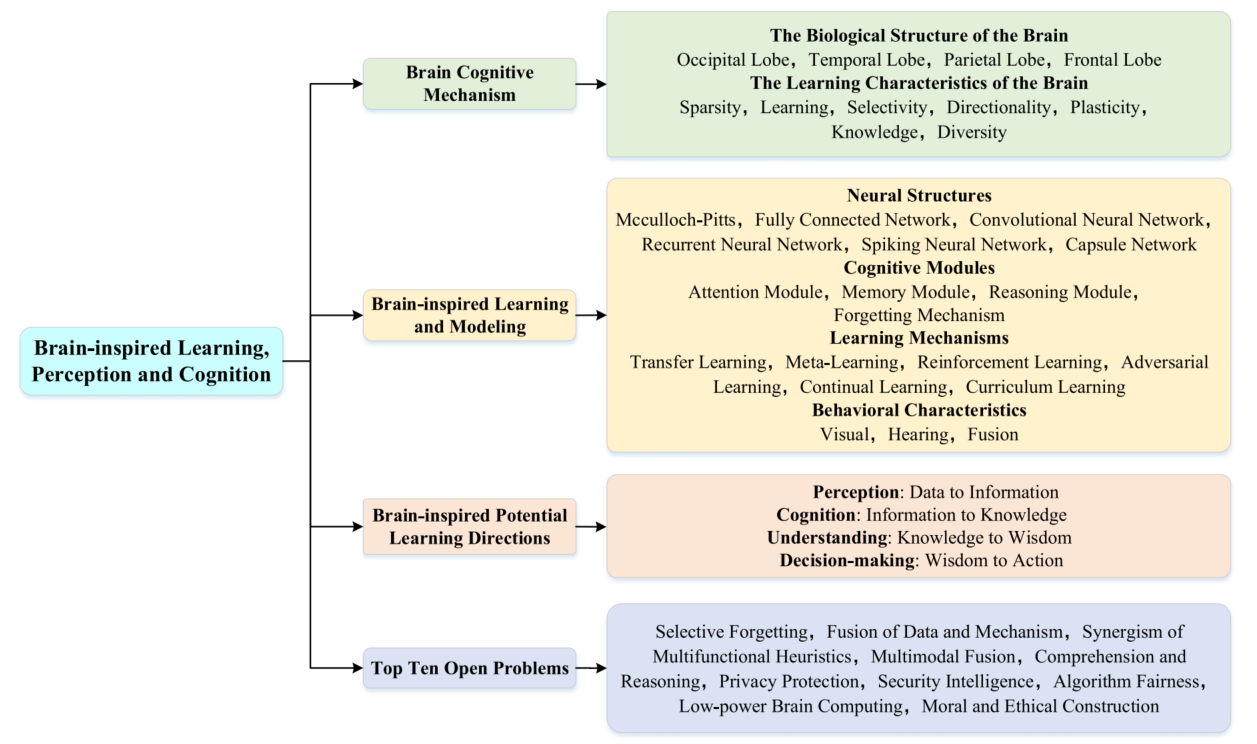 Brain-inspired Learning,
Perception and Cognition
Brain Cognitive
Mechanism
The Biological Structure of the Brain
Occipital Lobe, Temporal Lobe, Parietal Lobe, Frontal Lobe
The Learning Characteristics of the Brain
Sparsity, Learning, Selectivity, Directionality, Plasticity,
Knowledge, Diversity
Brain-inspired Learning
and Modeling
Neural Structures
Mcculloch-Pitts, Fully Connected Network, Convolutional Neural Network,
Recurrent Neural Network, Spiking Neural Network, Capsule Network
Cognitive Modules
Attention Module, Memory Module, Reasoning Module,
Forgetting Mechanism
Learning Mechanisms
Transfer Learning, Meta-Learning, Reinforcement Learning, Adversarial
Learning, Continual Learning, Curriculum Learning
Behavioral Characteristics
Visual, Hearing, Fusion
Brain-inspired Potential
Learning Directions
Perception: Data to Information
Cognition: Information to Knowledge
Understanding: Knowledge to Wisdom
Decision-making: Wisdom to Action
Top Ten Open Problems
Selective Forgetting, Fusion of Data and Mechanism, Synergism of
Multifunctional Heuristics, Multimodal Fusion, Comprehension and
Reasoning, Privacy Protection, Security Intelligence, Algorithm Fairness,
Low-power Brain Computing, Moral and Ethical Construction